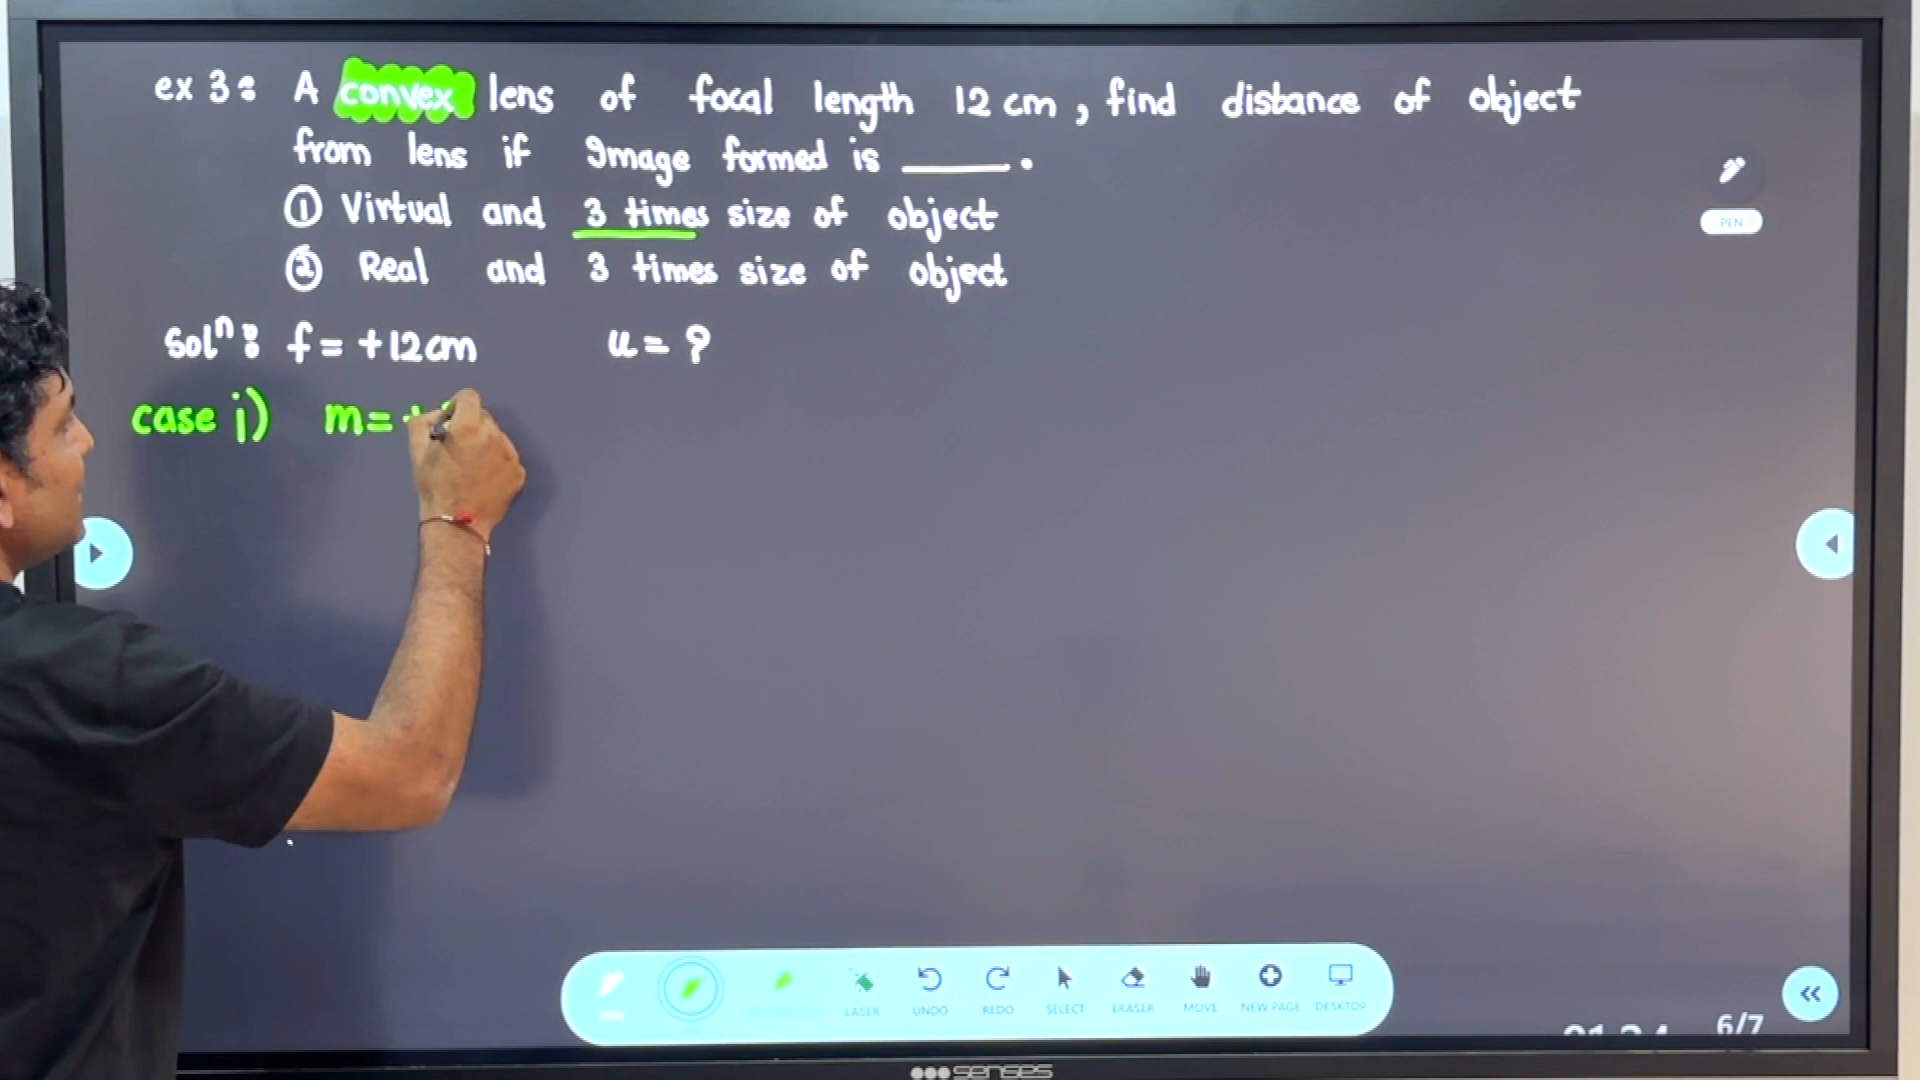 ex 3: A convex lens of focal length 12 cm, find distance of object
from lens if Image formed is ____.
① Virtual and 3 times size of object
② Real and 3 times size of object
Solⁿ: f = +12cm u = ?
case i) m = +
PEN
PEN
LASER
UNDO
REDO
SELECT
ERASER
MOVE
NEW PAGE
DESKTOP
6/7
senses